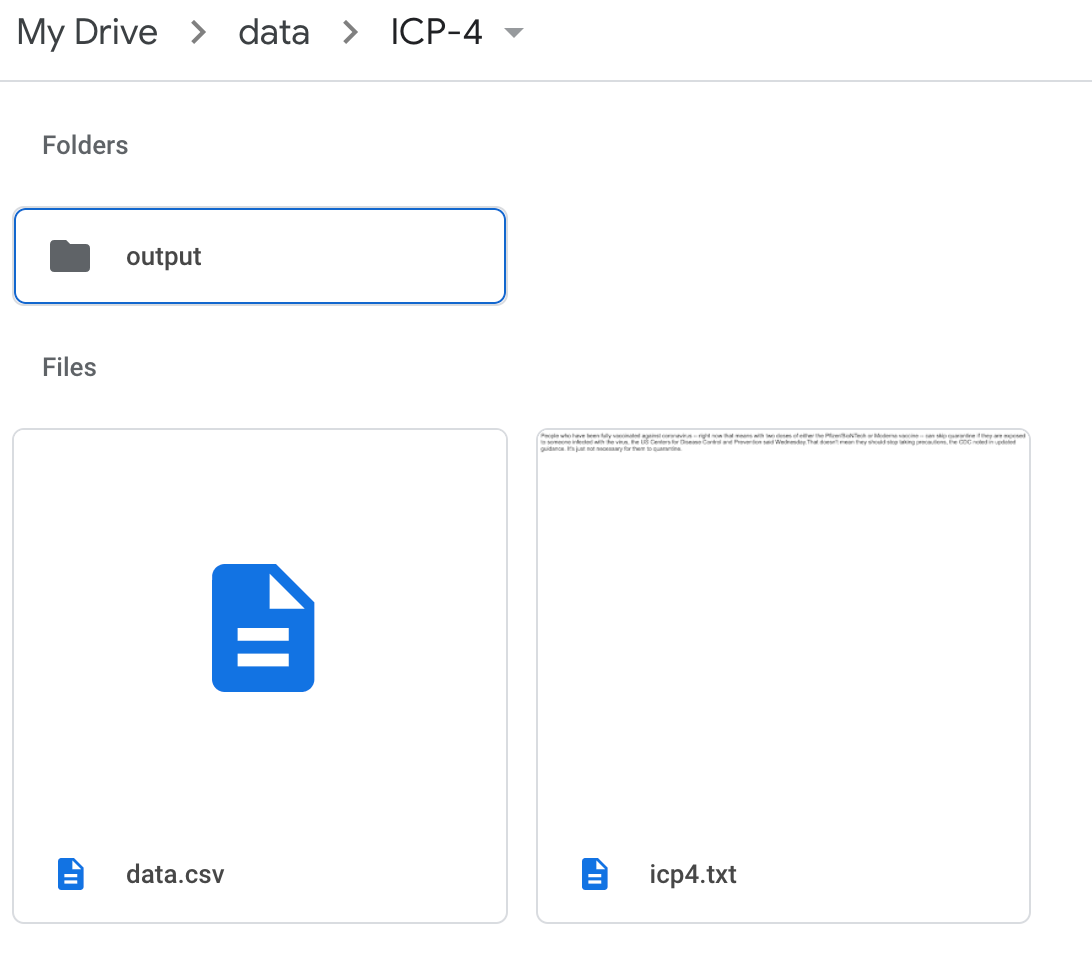 My Drive > data > ICP-4
Folders
output
Files
People who have been fully vaccinated against coronavirus -- right now that means with two doses of either the Pfizer/BioNTech or Moderna vaccine -- can skip quarantine if they are exposed
to someone infected with the virus, the US Centers for Disease Control and Prevention said Wednesday.That doesn't mean they should stop taking precautions, the CDC noted in updated
guidance. It's just not necessary for them to quarantine.
data.csv
icp4.txt